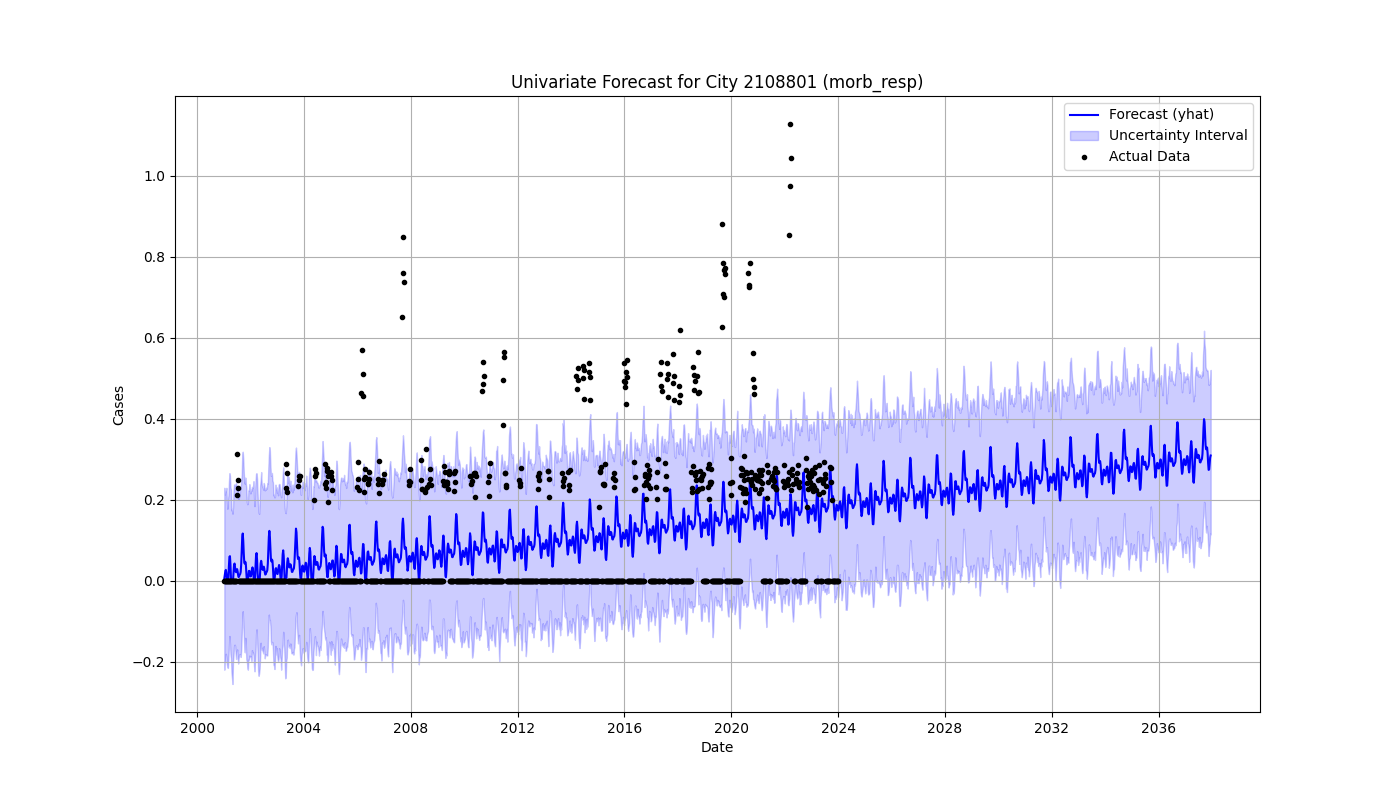 Univariate Forecast for City 2108801 (morb_resp)
Forecast (yhat)
Uncertainty Interval
Actual Data
Cases
1.0
0.8
0.6
0.4
0.2
0.0
−0.2
2000 2004 2008 2012 2016 2020 2024 2028 2032 2036
Date